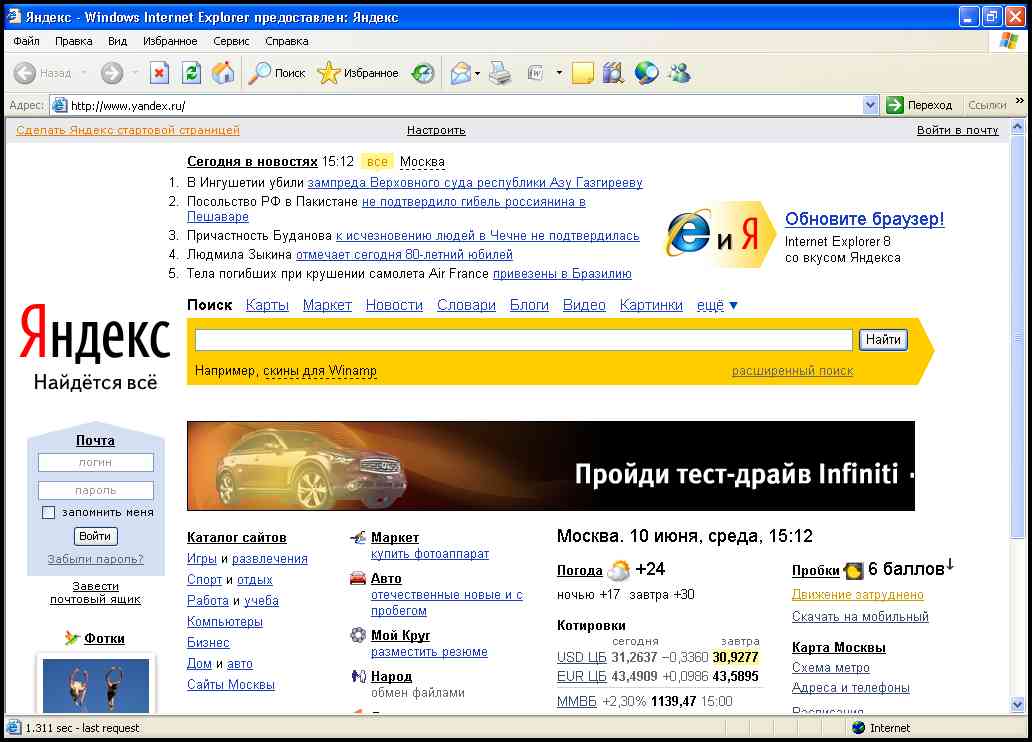 Яндекс - Windows Internet Explorer предоставлен: Яндекс
Файл Правка Вид Избранное Сервис Справка
Назад Поиск Избранное
Адрес: http://www.yandex.ru/ Переход Ссылки »
Сделать Яндекс стартовой страницей Настроить Войти в почту
Сегодня в новостях 15:12 все Москва
1. В Ингушетии убили зампреда Верховного суда республики Азу Газгирееву
2. Посольство РФ в Пакистане не подтвердило гибель россиянина в
Пешаваре
3. Причастность Буданова к исчезновению людей в Чечне не подтвердилась
4. Людмила Зыкина отмечает сегодня 80-летний юбилей
5. Тела погибших при крушении самолета Air France привезены в Бразилию
e и Я
Обновите браузер!
Internet Explorer 8
со вкусом Яндекса
Поиск Карты Маркет Новости Словари Блоги Видео Картинки ещё ▼
Яндекс
Найдётся всё
Найти
Например, скины для Winamp расширенный поиск
Почта
логин
пароль
запомнить меня
Войти
Забыли пароль?
Завести
почтовый ящик
Фотки
Пройди тест-драйв Infiniti ·
Каталог сайтов
Игры и развлечения
Спорт и отдых
Работа и учеба
Компьютеры
Бизнес
Дом и авто
Сайты Москвы
Маркет
купить фотоаппарат
Авто
отечественные новые и с
пробегом
Мой Круг
разместить резюме
Народ
обмен файлами
Москва. 10 июня, среда, 15:12
Погода +24
ночью +17 завтра +30
Котировки
сегодня завтра
USD ЦБ 31,2637 −0,3360 30,9277
EUR ЦБ 43,4909 +0,0986 43,5895
ММВБ +2,30% 1139,47 15:00
Пробки 6 баллов↓
Движение затруднено
Скачать на мобильный
Карта Москвы
Схема метро
Адреса и телефоны
Расписания
1.311 sec - last request Internet